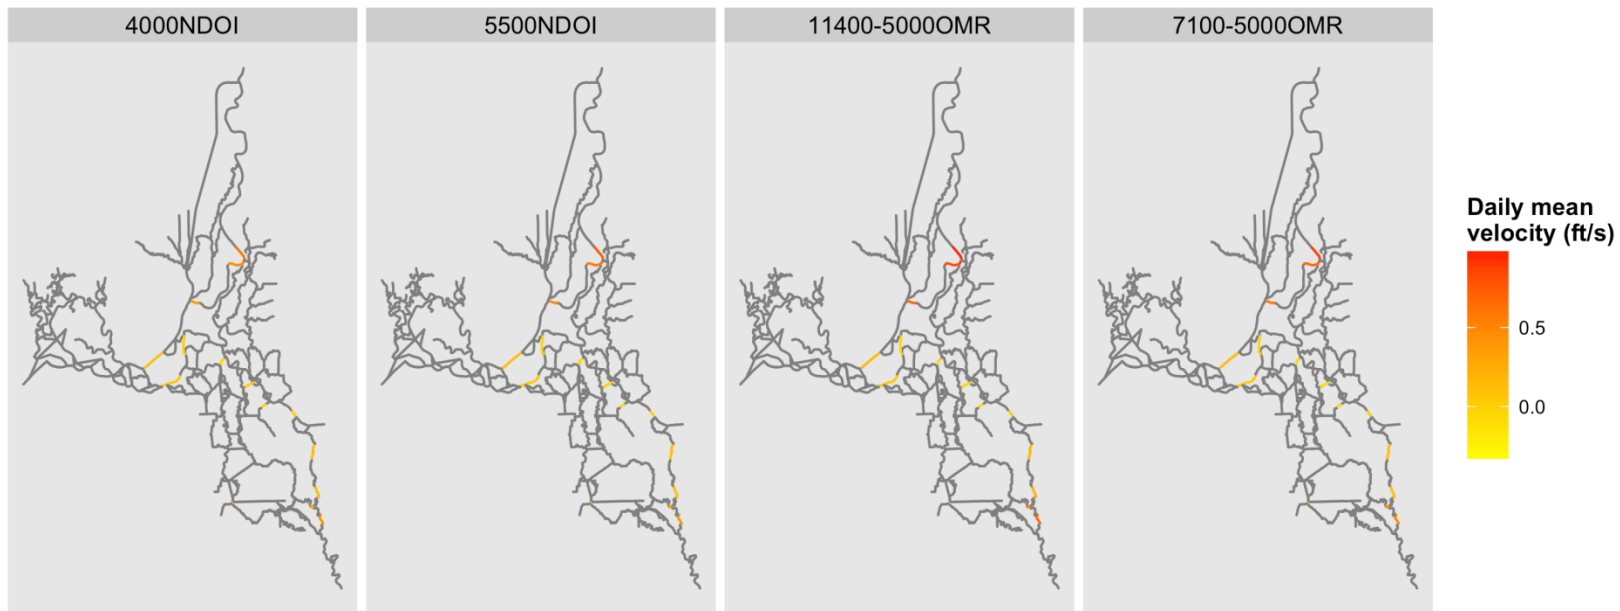 4000NDOI
5500NDOI
11400-5000OMR
7100-5000OMR
Daily mean
velocity (ft/s)
0.5
0.0